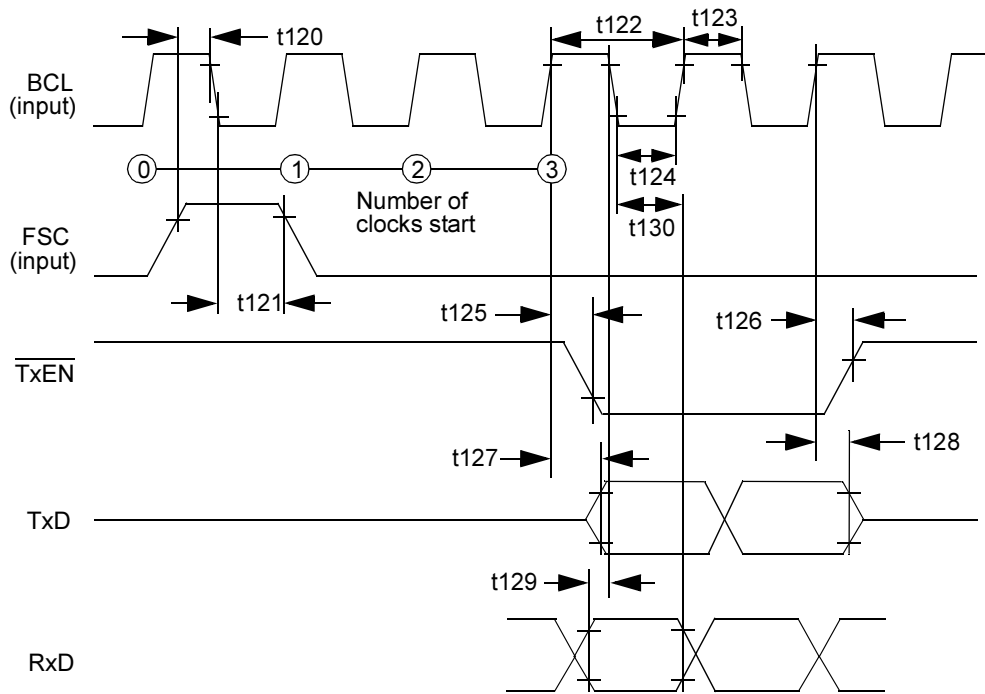 t120
t122
t123
BCL
(input)
0
1
2
3
t124
Number of
clocks start
t130
FSC
(input)
t121
t125
t126
TxEN
t127
t128
TxD
t129
RxD